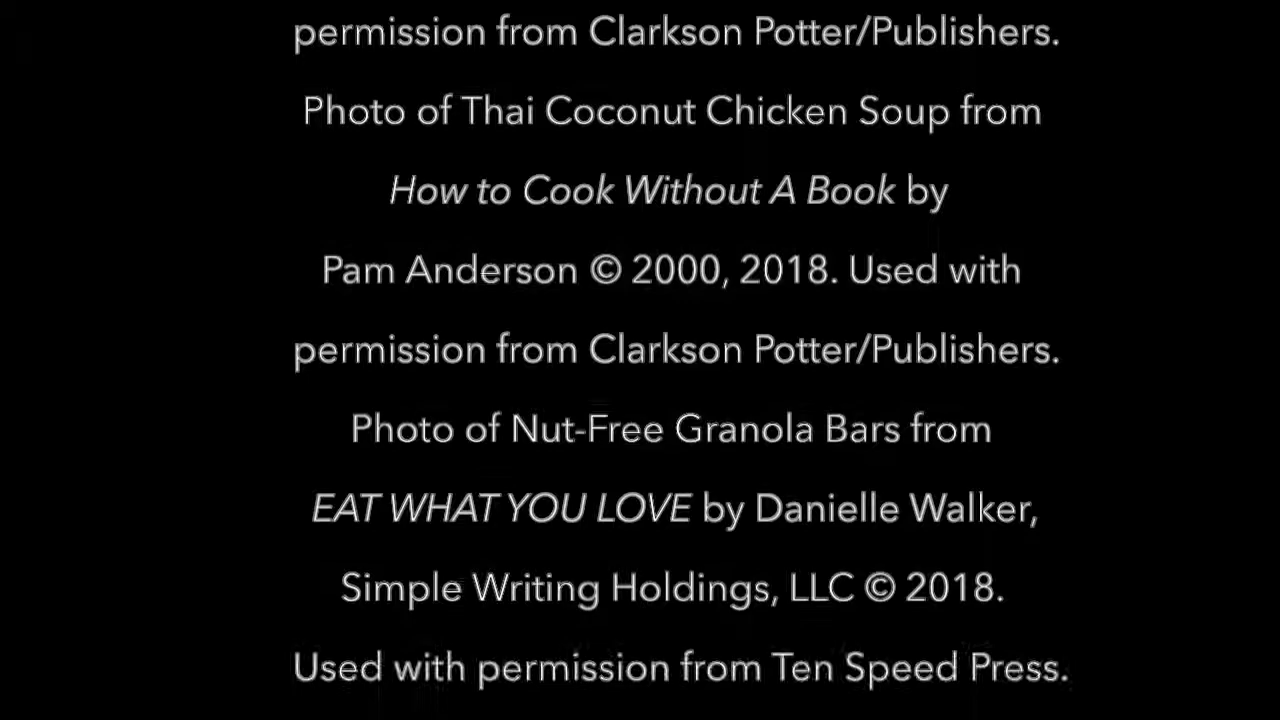 permission from Clarkson Potter/Publishers.
Photo of Thai Coconut Chicken Soup from
How to Cook Without A Book by
Pam Anderson © 2000, 2018. Used with
permission from Clarkson Potter/Publishers.
Photo of Nut-Free Granola Bars from
EAT WHAT YOU LOVE by Danielle Walker,
Simple Writing Holdings, LLC © 2018.
Used with permission from Ten Speed Press.